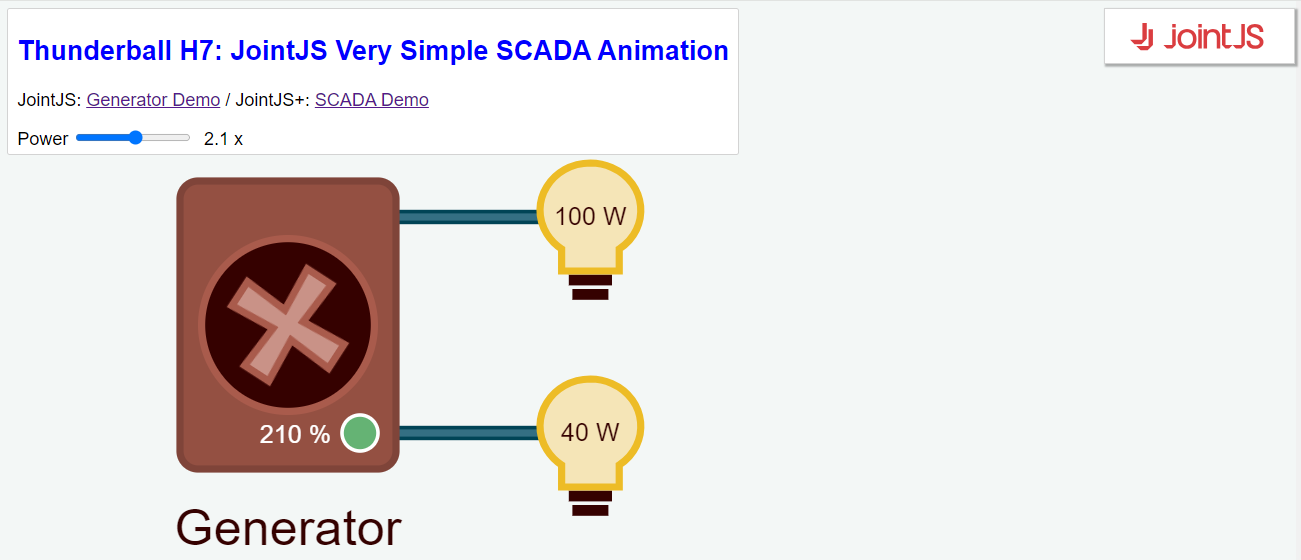 Thunderball H7: JointJS Very Simple SCADA Animation
JointJS: Generator Demo / JointJS+: SCADA Demo
Power 2.1 x
JointJS
100 W
210 %
40 W
Generator